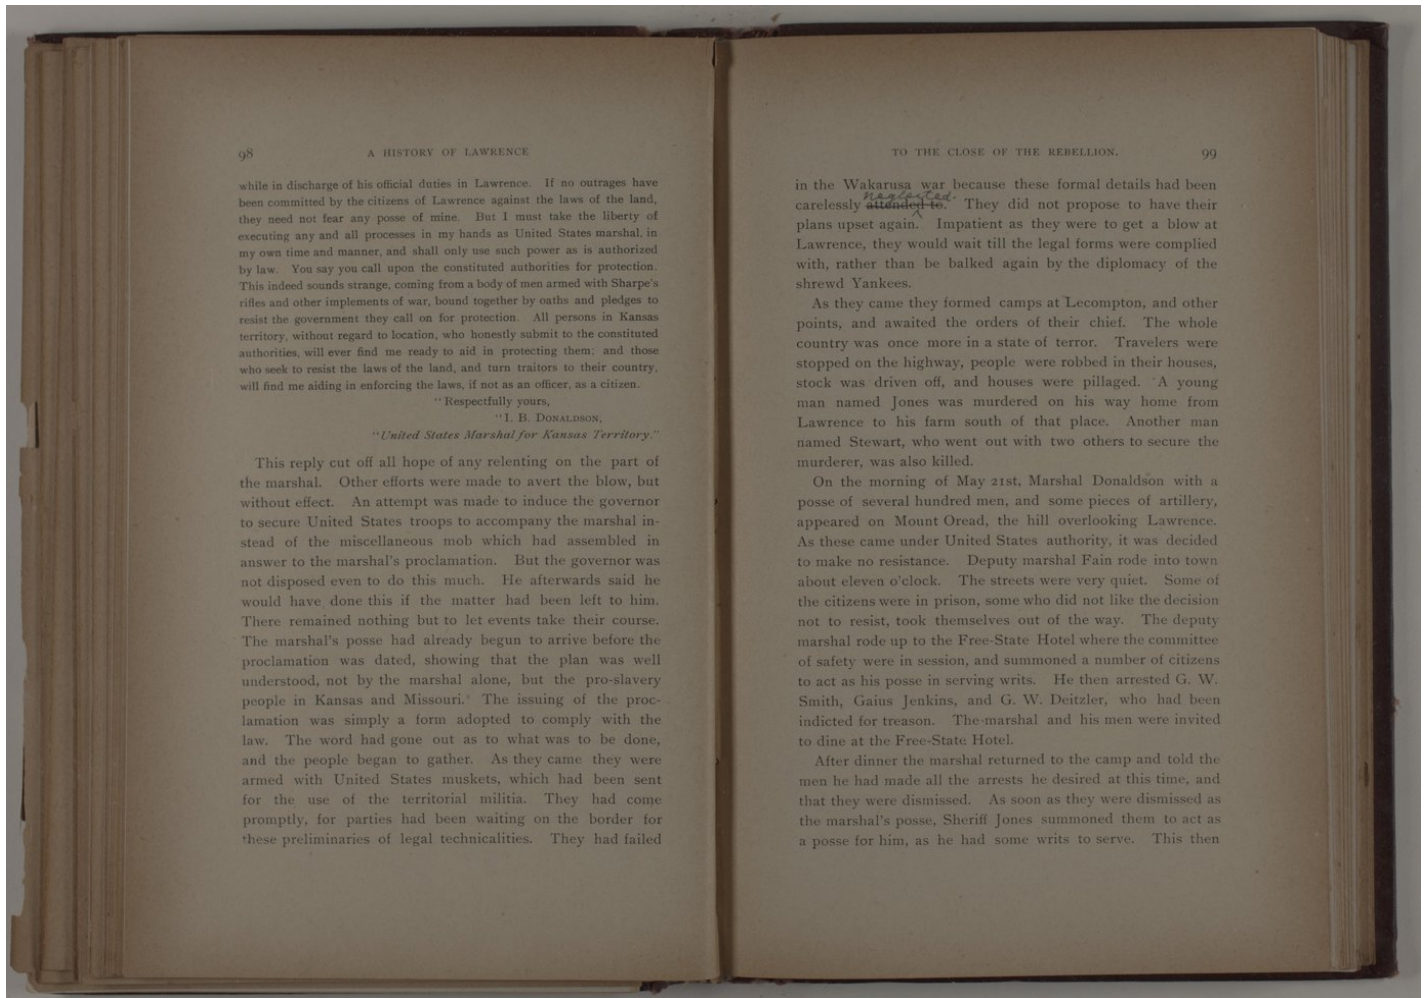 98 A HISTORY OF LAWRENCE
while in discharge of his official duties in Lawrence. If no outrages have
been committed by the citizens of Lawrence against the laws of the land,
they need not fear any posse of mine. But I must take the liberty of
executing any and all processes in my hands as United States marshal, in
my own time and manner, and shall only use such power as is authorized
by law. You say you call upon the constituted authorities for protection.
This indeed sounds strange, coming from a body of men armed with Sharpe's
rifles and other implements of war, bound together by oaths and pledges to
resist the government they call on for protection. All persons in Kansas
territory, without regard to location, who honestly submit to the constituted
authorities, will ever find me ready to aid in protecting them; and those
who seek to resist the laws of the land, and turn traitors to their country,
will find me aiding in enforcing the laws, if not as an officer, as a citizen.
"Respectfully yours,
"I. B. DONALDSON,
"United States Marshal for Kansas Territory."
This reply cut off all hope of any relenting on the part of
the marshal. Other efforts were made to avert the blow, but
without effect. An attempt was made to induce the governor
to secure United States troops to accompany the marshal in-
stead of the miscellaneous mob which had assembled in
answer to the marshal's proclamation. But the governor was
not disposed even to do this much. He afterwards said he
would have done this if the matter had been left to him.
There remained nothing but to let events take their course.
The marshal's posse had already begun to arrive before the
proclamation was dated, showing that the plan was well
understood, not by the marshal alone, but the pro-slavery
people in Kansas and Missouri. The issuing of the proc-
lamation was simply a form adopted to comply with the
law. The word had gone out as to what was to be done,
and the people began to gather. As they came they were
armed with United States muskets, which had been sent
for the use of the territorial militia. They had come
promptly, for parties had been waiting on the border for
these preliminaries of legal technicalities. They had failed
TO THE CLOSE OF THE REBELLION. 99
in the Wakarusa war because these formal details had been
neglected.
carelessly attended to. They did not propose to have their
plans upset again. Impatient as they were to get a blow at
Lawrence, they would wait till the legal forms were complied
with, rather than be balked again by the diplomacy of the
shrewd Yankees.
As they came they formed camps at Lecompton, and other
points, and awaited the orders of their chief. The whole
country was once more in a state of terror. Travelers were
stopped on the highway, people were robbed in their houses,
stock was driven off, and houses were pillaged. A young
man named Jones was murdered on his way home from
Lawrence to his farm south of that place. Another man
named Stewart, who went out with two others to secure the
murderer, was also killed.
On the morning of May 21st, Marshal Donaldson with a
posse of several hundred men, and some pieces of artillery,
appeared on Mount Oread, the hill overlooking Lawrence.
As these came under United States authority, it was decided
to make no resistance. Deputy marshal Fain rode into town
about eleven o'clock. The streets were very quiet. Some of
the citizens were in prison, some who did not like the decision
not to resist, took themselves out of the way. The deputy
marshal rode up to the Free-State Hotel where the committee
of safety were in session, and summoned a number of citizens
to act as his posse in serving writs. He then arrested G. W.
Smith, Gaius Jenkins, and G. W. Deitzler, who had been
indicted for treason. The marshal and his men were invited
to dine at the Free-State Hotel.
After dinner the marshal returned to the camp and told the
men he had made all the arrests he desired at this time, and
that they were dismissed. As soon as they were dismissed as
the marshal's posse, Sheriff Jones summoned them to act as
a posse for him, as he had some writs to serve. This then